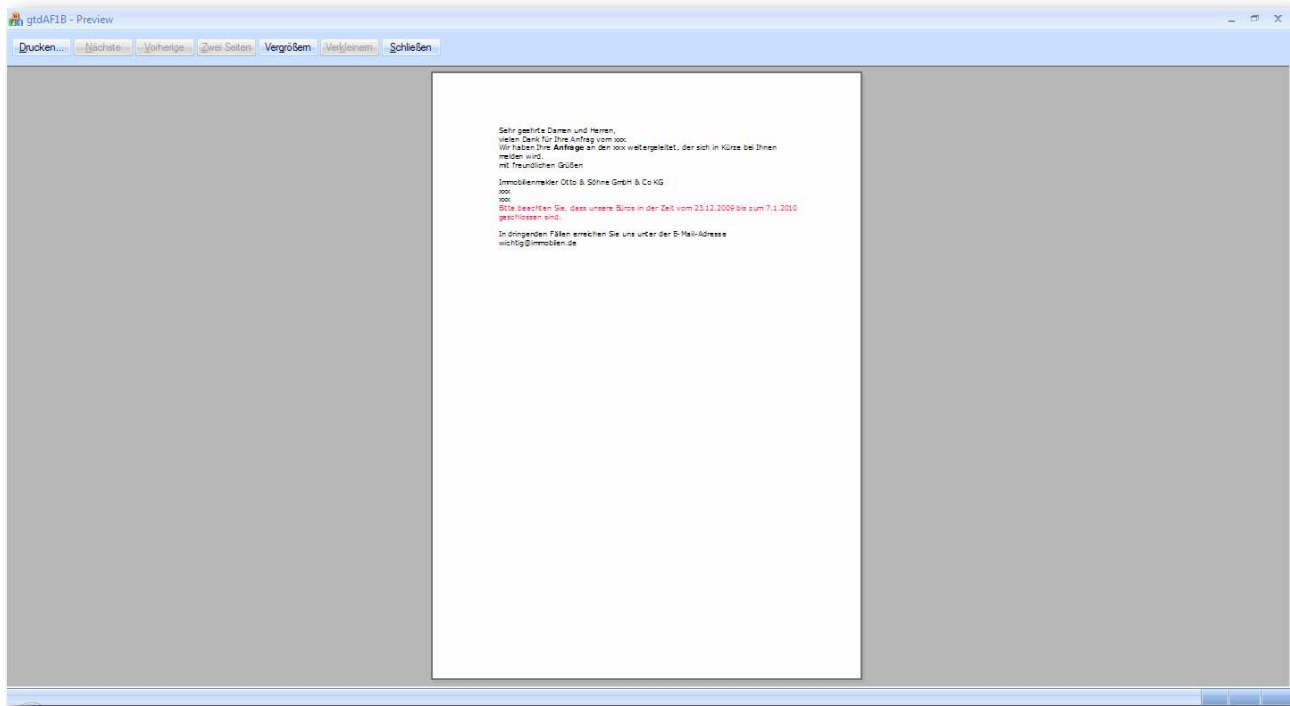 gtdAF1B - Preview
Drucken... Nächste Vorherige Zwei Seiten Vergrößern Verkleinern Schließen
Sehr geehrte Damen und Herren,
vielen Dank für Ihre Anfrag vom xxx.
Wir haben Ihre Anfrage an den xxx weitergeleitet, der sich in Kürze bei Ihnen
melden wird.
mit freundlichen Grüßen
Immobilienmakler Otto & Söhne GmbH & Co KG
xxx
xxx
Bitte beachten Sie, dass unsere Büros in der Zeit vom 23.12.2009 bis zum 7.1.2010
geschlossen sind.
In dringenden Fällen erreichen Sie uns unter der E-Mail-Adresse
wichtig@immobilen.de